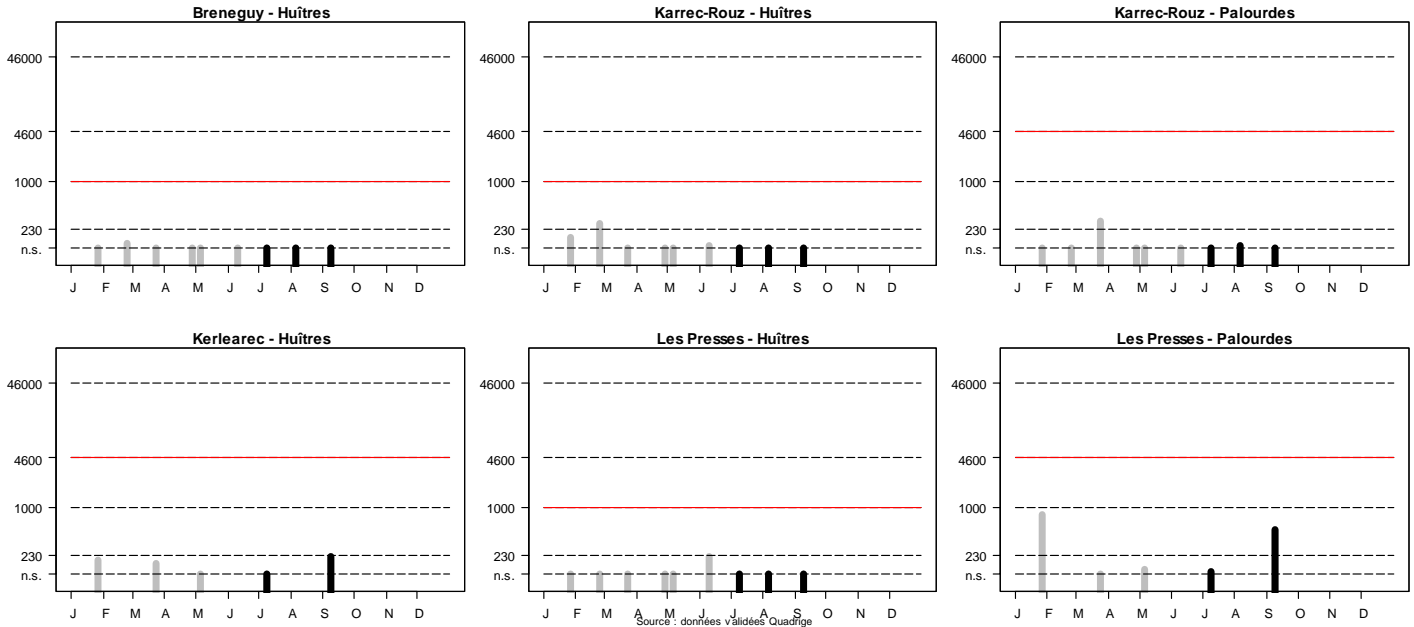 Breneguy - Huîtres
46000
4600
1000
230
n.s.
J F M A M J J A S O N D
Karrec-Rouz - Huîtres
46000
4600
1000
230
n.s.
J F M A M J J A S O N D
Karrec-Rouz - Palourdes
46000
4600
1000
230
n.s.
J F M A M J J A S O N D
Kerlearec - Huîtres
46000
4600
1000
230
n.s.
J F M A M J J A S O N D
Les Presses - Huîtres
46000
4600
1000
230
n.s.
J F M A M J J A S O N D
Les Presses - Palourdes
46000
4600
1000
230
n.s.
J F M A M J J A S O N D
Source : données validées Quadrige